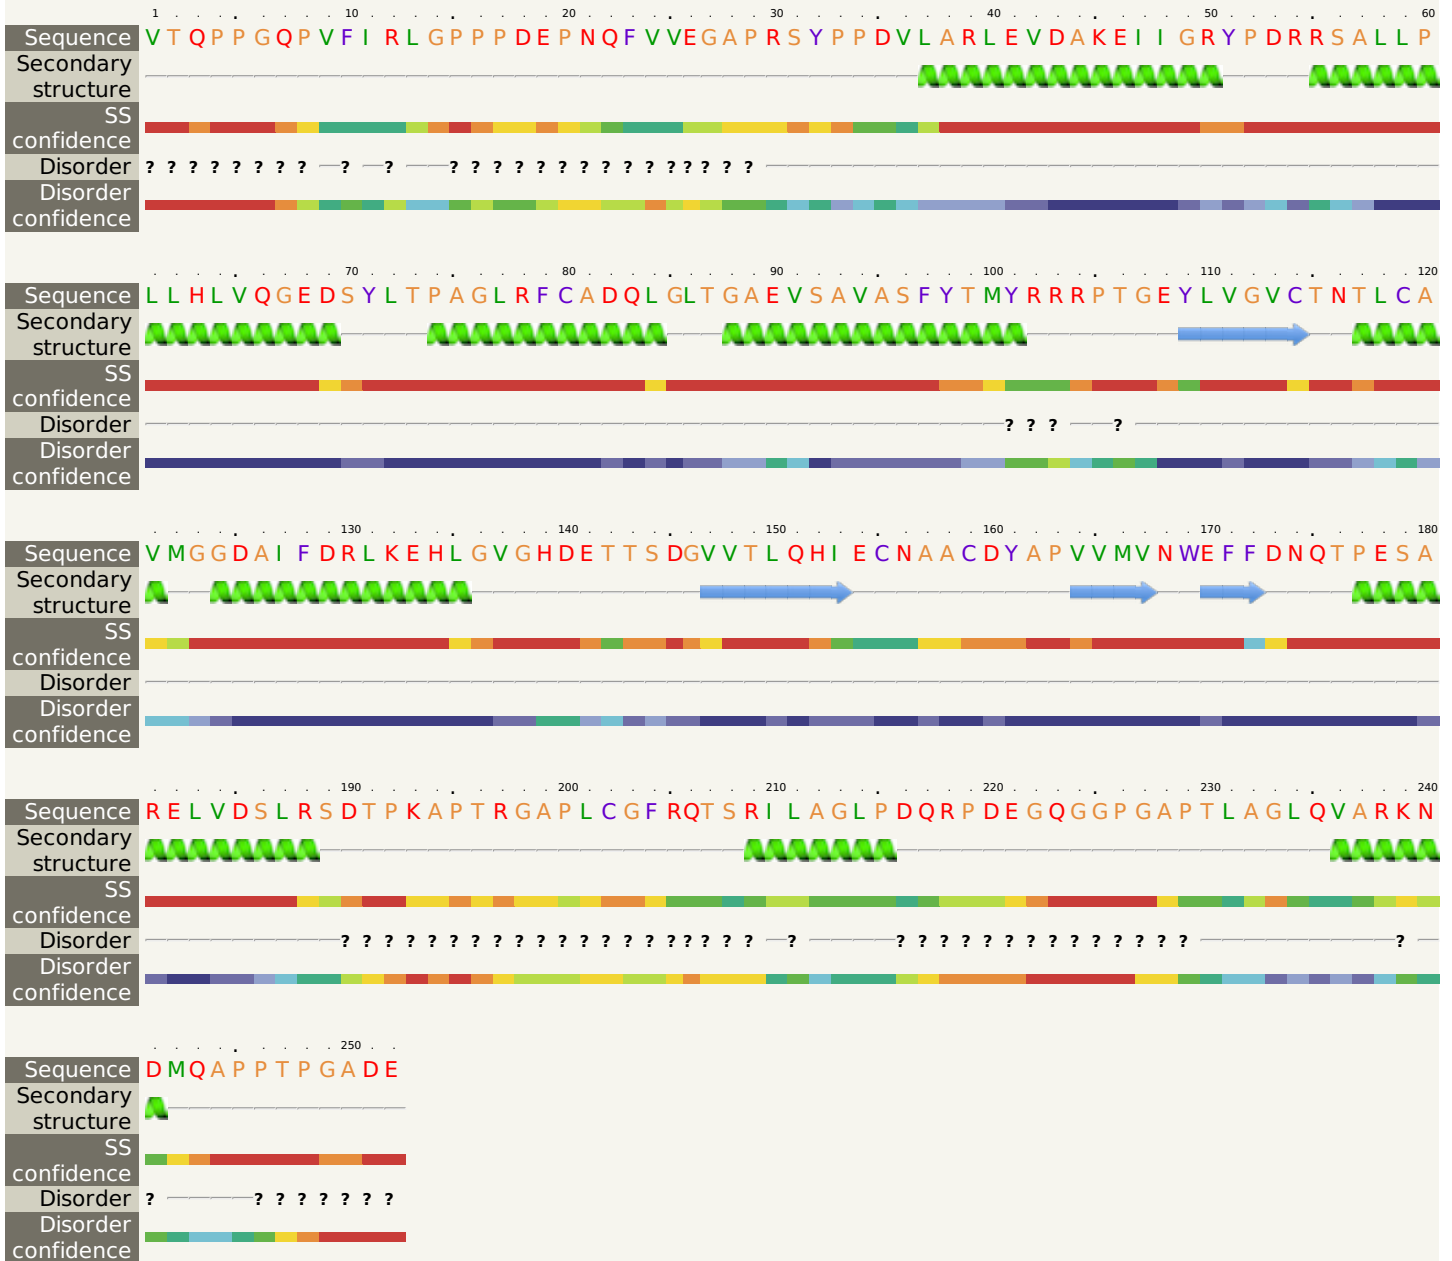 1 10 20 30 40 50 60
Sequence V T Q P P G Q P V F I R L G P P P D E P N Q F V V E G A P R S Y P P D V L A R L E V D A K E I I G R Y P D R R S A L L P
Secondary
structure
SS
confidence
Disorder ? ? ? ? ? ? ? ? ? ? ? ? ? ? ? ? ? ? ? ? ? ? ? ?
Disorder
confidence
70 80 90 100 110 120
Sequence L L H L V Q G E D S Y L T P A G L R F C A D Q L G L T G A E V S A V A S F Y T M Y R R R P T G E Y L V G V C T N T L C A
Secondary
structure
SS
confidence
Disorder ? ? ? ?
Disorder
confidence
130 140 150 160 170 180
Sequence V M G G D A I F D R L K E H L G V G H D E T T S D G V V T L Q H I E C N A A C D Y A P V V M V N W E F F D N Q T P E S A
Secondary
structure
SS
confidence
Disorder
Disorder
confidence
190 200 210 220 230 240
Sequence R E L V D S L R S D T P K A P T R G A P L C G F R Q T S R I L A G L P D Q R P D E G Q G G P G A P T L A G L Q V A R K N
Secondary
structure
SS
confidence
Disorder ? ? ? ? ? ? ? ? ? ? ? ? ? ? ? ? ? ? ? ? ? ? ? ? ? ? ? ? ? ? ? ? ? ? ? ?
Disorder
confidence
250
Sequence D M Q A P P T P G A D E
Secondary
structure
SS
confidence
Disorder ? ? ? ? ? ? ? ?
Disorder
confidence